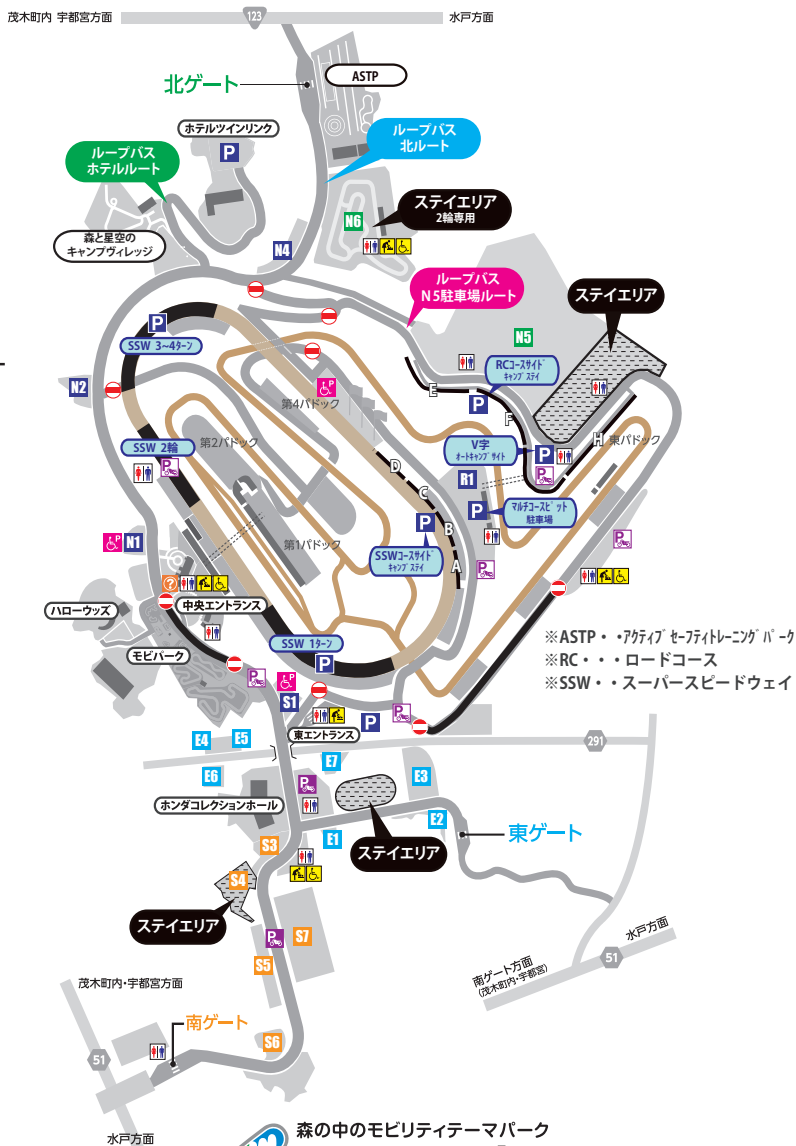 茂木町内 宇都宮方面
123
水戸方面
北ゲート
ASTP
ホテルツインリンク
P
ループバス
北ルート
ループバス
ホテルルート
ステイエリア
2輪専用
N6
森と星空の
キャンプヴィレッジ
N4
ループバス
N5駐車場ルート
ステイエリア
P
SSW 3~4ターン
N5
RCコースサイド
キャンプステイ
N2
P
E
P
F
第4パドック
H
東パドック
SSW 2輪
第2パドック
P
V字
オートキャンプサイト
P
P
D
R1
C
P
マルチコースピット
駐車場
P
B
P
N1
第1パドック
SSWコースサイド
キャンプステイ
A
P
P
?
ハローウッズ
中央エントランス
モビパーク
SSW 1ターン
P
※ASTP・・アクティブセーフティトレーニングパーク
※RC・・・ロードコース
※SSW・・スーパースピードウェイ
P
P
S1
P
P
東エントランス
E4
E5
291
E6
E7
E3
P
ホンダコレクションホール
E2
E1
東ゲート
S3
ステイエリア
S4
ステイエリア
P
S7
水戸方面
S5
51
南ゲート方面
(茂木町内・宇都宮)
茂木町内・宇都宮方面
南ゲート
S6
51
水戸方面
森の中のモビリティテーマパーク